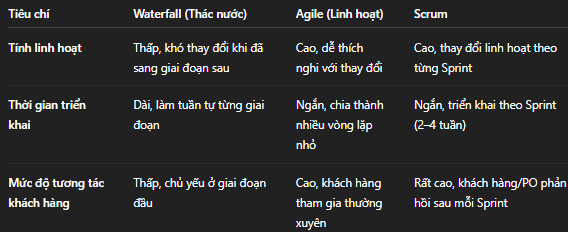 Tiêu chí Waterfall (Thác nước) Agile (Linh hoạt) Scrum
Tính linh hoạt Thấp, khó thay đổi khi đã Cao, dễ thích Cao, thay đổi linh hoạt theo
sang giai đoạn sau nghi với thay đổi từng Sprint
Thời gian triển Dài, làm tuần tự từng giai Ngắn, chia thành Ngắn, triển khai theo Sprint
khai đoạn nhiều vòng lặp (2–4 tuần)
nhỏ
Mức độ tương tác Thấp, chủ yếu ở giai đoạn Cao, khách hàng Rất cao, khách hàng/PO phản
khách hàng đầu tham gia thường hồi sau mỗi Sprint
xuyên